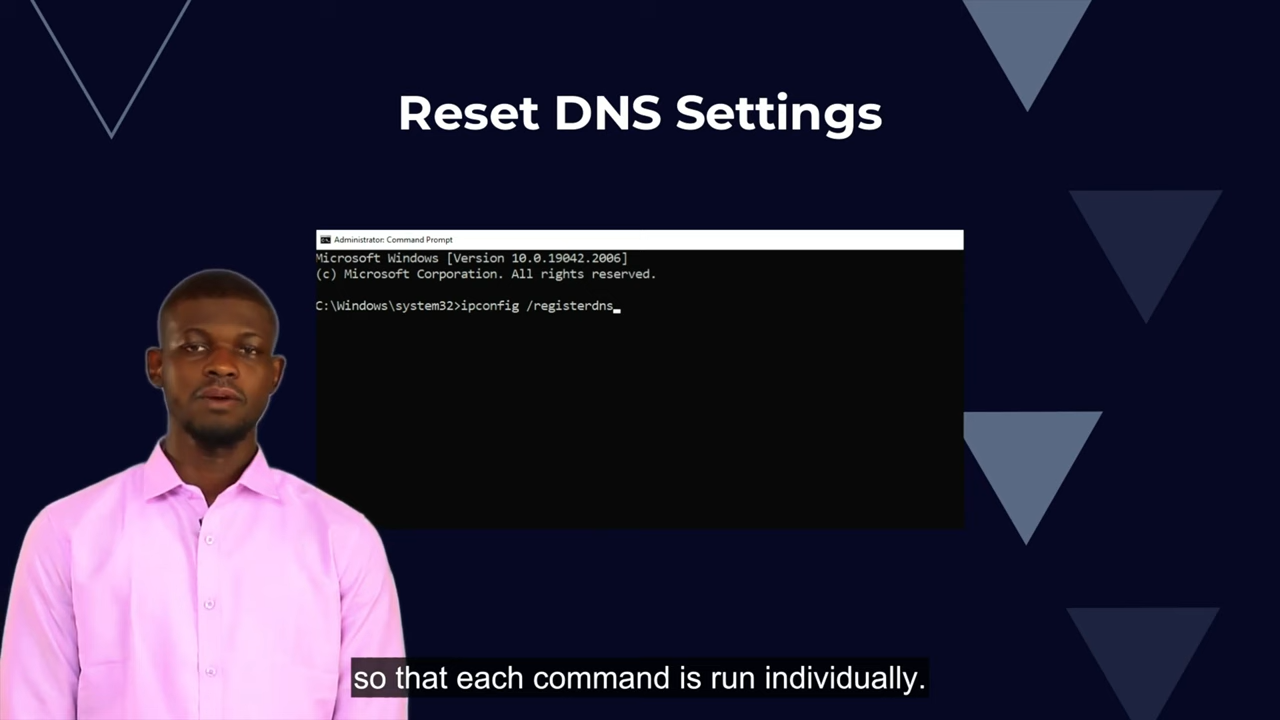 Reset DNS Settings
Administrator: Command Prompt
Microsoft Windows [Version 10.0.19042.2006]
(c) Microsoft Corporation. All rights reserved.
C:\Windows\system32>ipconfig /registerdns
so that each command is run individually.